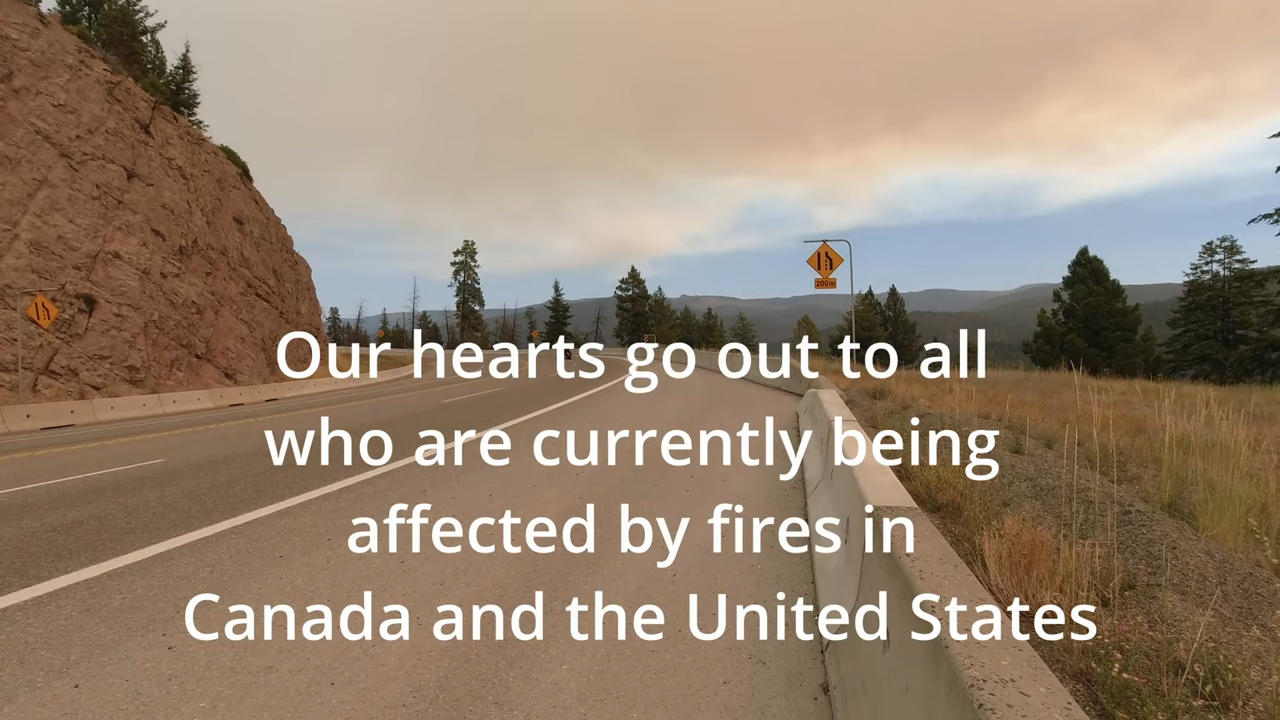 200m
Our hearts go out to all
who are currently being
affected by fires in
Canada and the United States